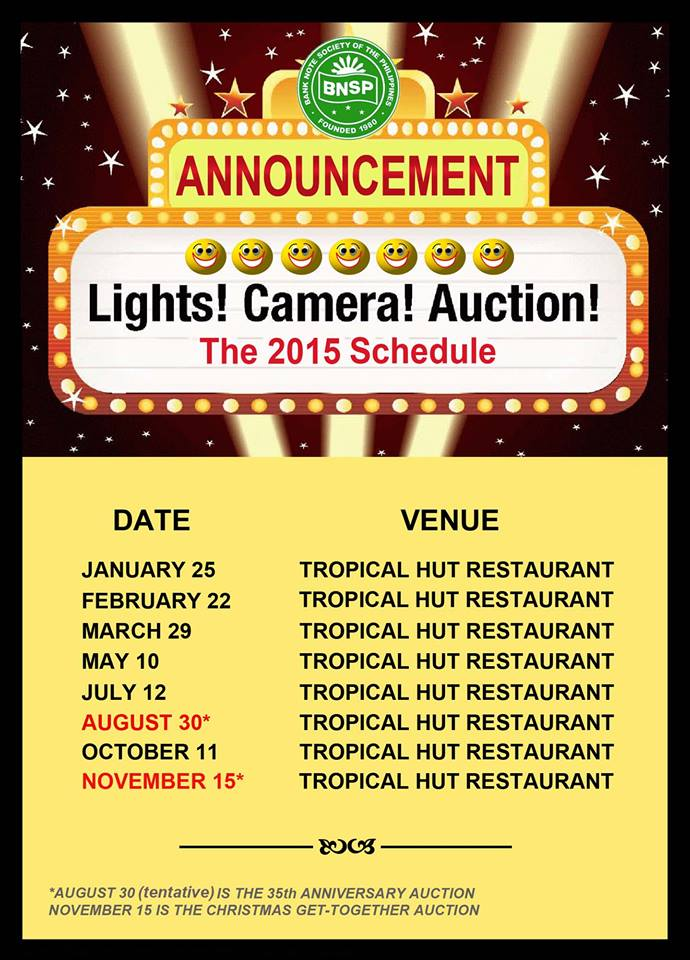 BANK NOTE SOCIETY OF THE PHILIPPINES
BNSP
FOUNDED 1980
ANNOUNCEMENT
Lights! Camera! Auction!
The 2015 Schedule
DATE VENUE
JANUARY 25 TROPICAL HUT RESTAURANT
FEBRUARY 22 TROPICAL HUT RESTAURANT
MARCH 29 TROPICAL HUT RESTAURANT
MAY 10 TROPICAL HUT RESTAURANT
JULY 12 TROPICAL HUT RESTAURANT
AUGUST 30* TROPICAL HUT RESTAURANT
OCTOBER 11 TROPICAL HUT RESTAURANT
NOVEMBER 15* TROPICAL HUT RESTAURANT
*AUGUST 30 (tentative) IS THE 35th ANNIVERSARY AUCTION
NOVEMBER 15 IS THE CHRISTMAS GET-TOGETHER AUCTION